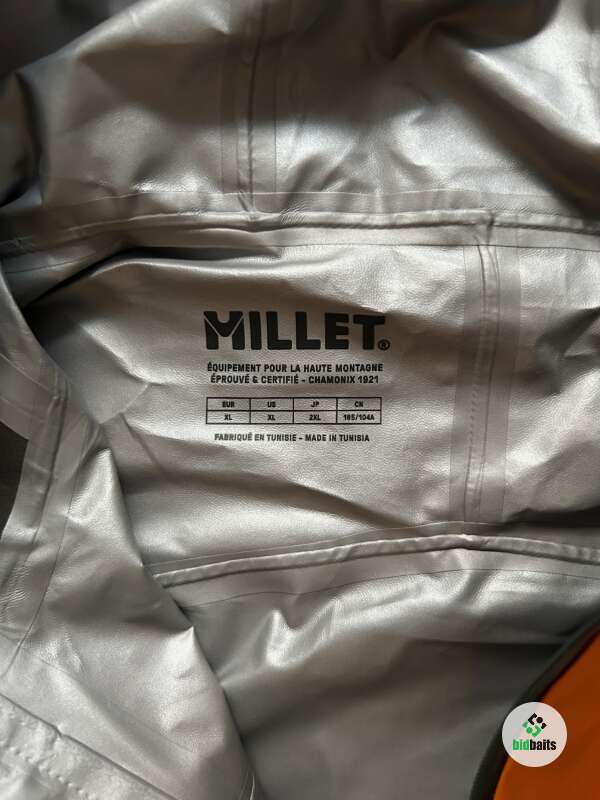 MILLET®
ÉQUIPEMENT POUR LA HAUTE MONTAGNE
ÉPROUVÉ & CERTIFIÉ - CHAMONIX 1921
EUR US JP CN
XL XL 2XL 185/104A
FABRIQUÉ EN TUNISIE - MADE IN TUNISIA
bidbaits